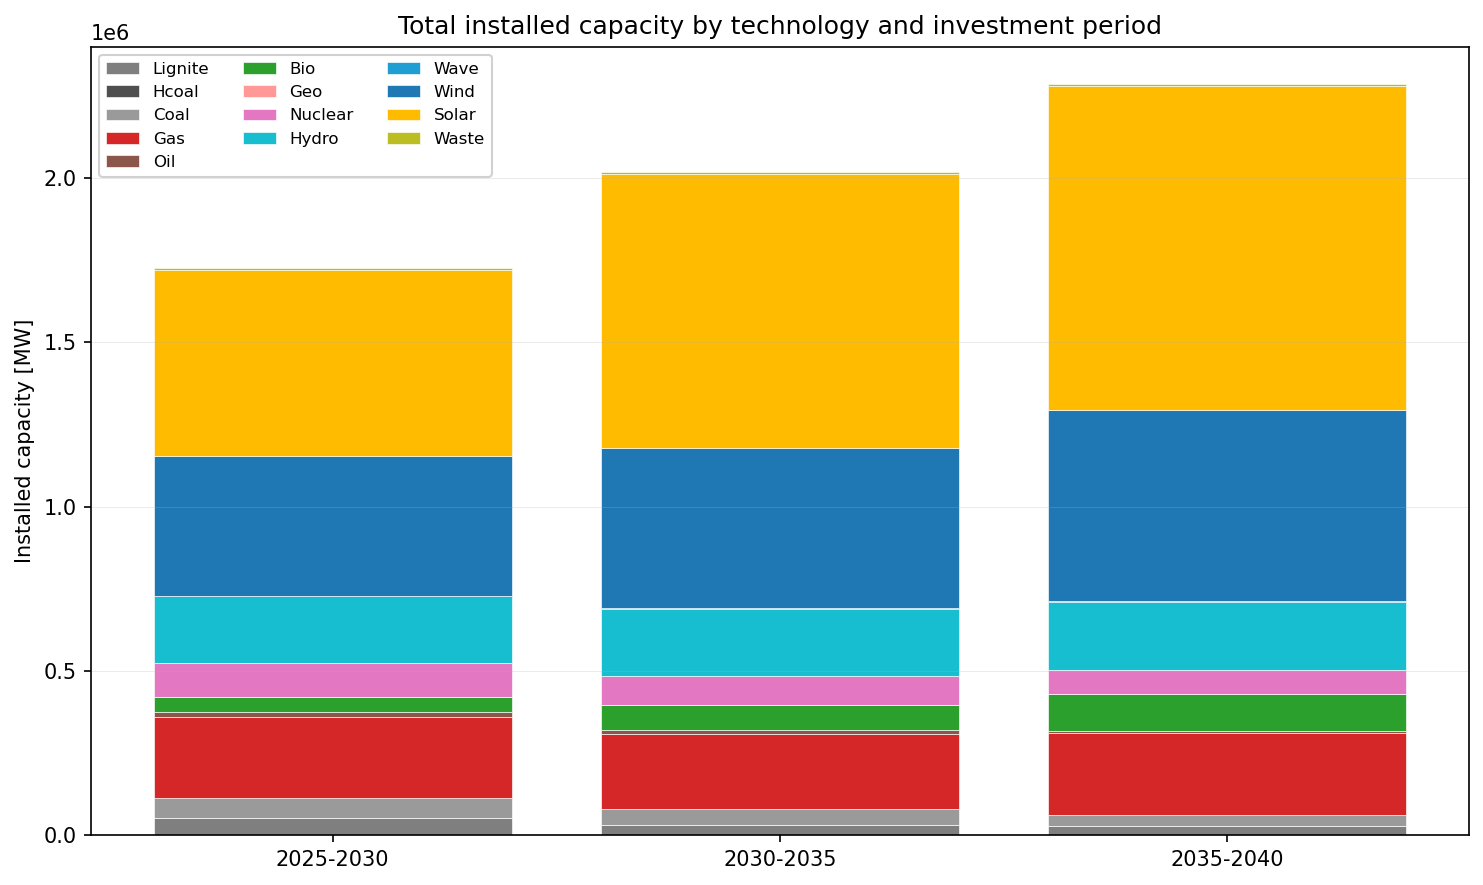 Total installed capacity by technology and investment period
1e6
Lignite
Hcoal
Coal
Gas
Oil
Bio
Geo
Nuclear
Hydro
Wave
Wind
Solar
Waste
2.0
1.5
1.0
0.5
0.0
Installed capacity [MW]
2025-2030
2030-2035
2035-2040